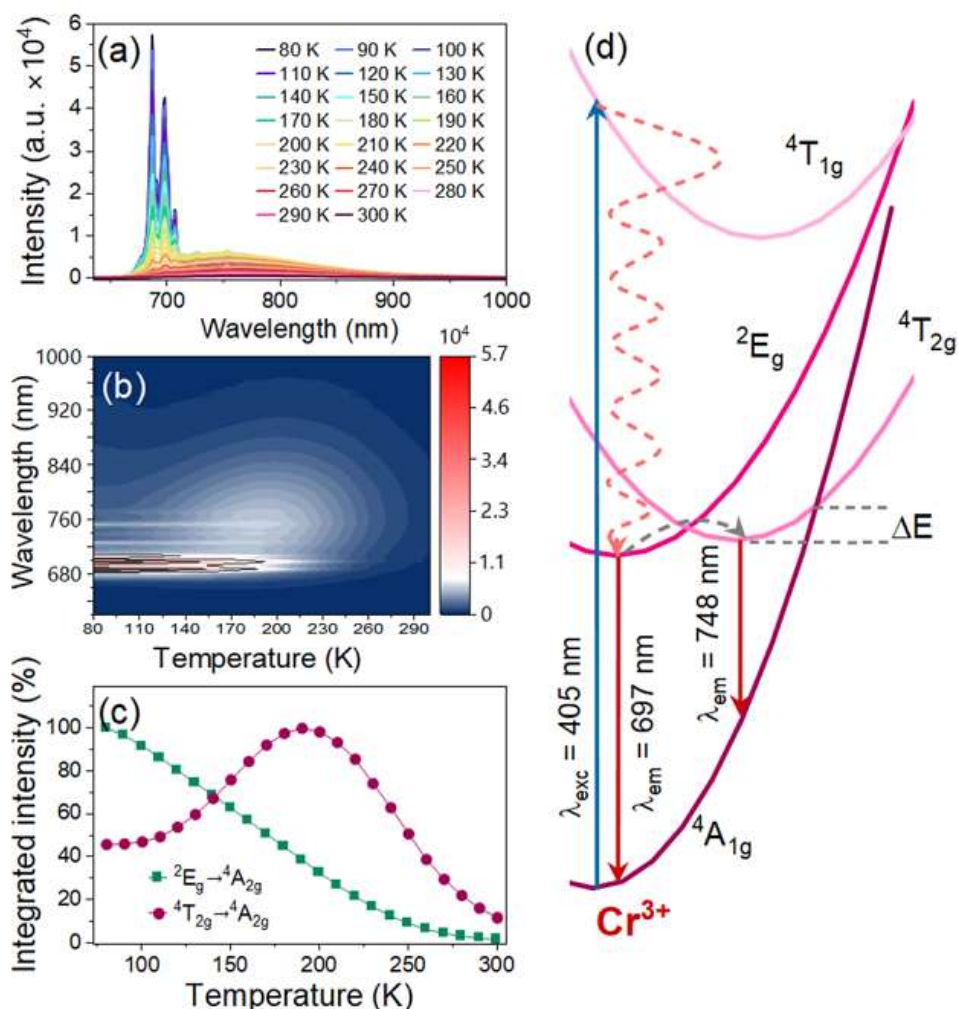 (a)
Intensity (a.u. × 10⁴)
6
5
4
3
2
1
0
80 K 90 K 100 K
110 K 120 K 130 K
140 K 150 K 160 K
170 K 180 K 190 K
200 K 210 K 220 K
230 K 240 K 250 K
260 K 270 K 280 K
290 K 300 K
700 800 900 1000
Wavelength (nm)
(b)
Wavelength (nm)
1000
920
840
760
680
80 110 140 170 200 230 260 290
Temperature (K)
10⁴
5.7
4.6
3.4
2.3
1.1
0
(c)
Integrated intensity (%)
100
80
60
40
20
0
²Eg→⁴A2g
⁴T2g→⁴A2g
100 150 200 250 300
Temperature (K)
(d)
⁴T1g
⁴T2g
²Eg
ΔE
λexc = 405 nm
λem = 697 nm
λem = 748 nm
⁴A1g
Cr³⁺